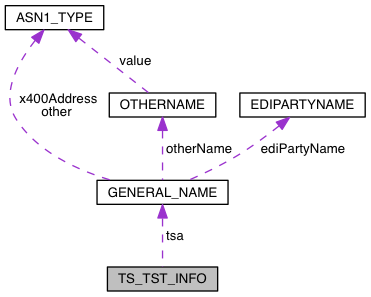 ASN1_TYPE
value
x400Address
other
OTHERNAME
EDIPARTYNAME
otherName
ediPartyName
GENERAL_NAME
tsa
TS_TST_INFO